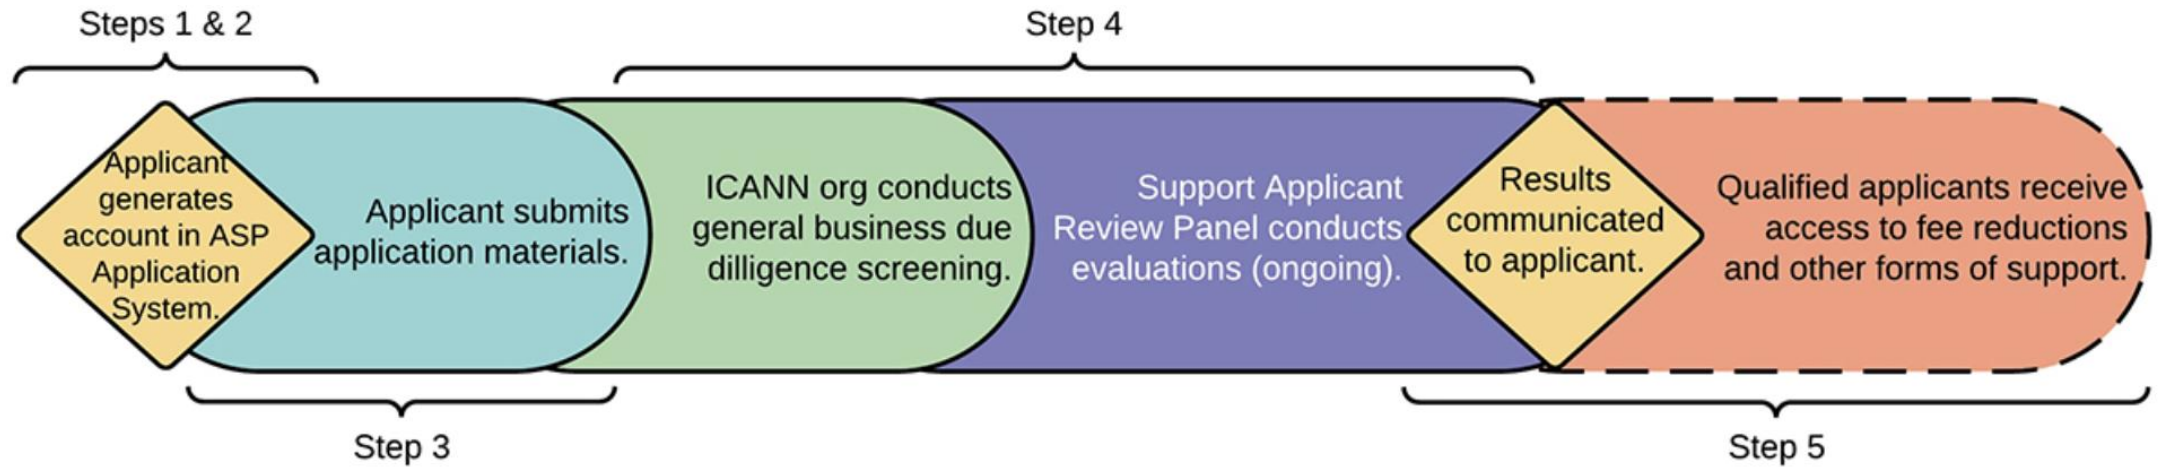 Steps 1 & 2
Step 4
Applicant
generates
account in ASP
Application
System.
Applicant submits
application materials.
ICANN org conducts
general business due
dilligence screening.
Support Applicant
Review Panel conducts
evaluations (ongoing).
Results
communicated
to applicant.
Qualified applicants receive
access to fee reductions
and other forms of support.
Step 3
Step 5